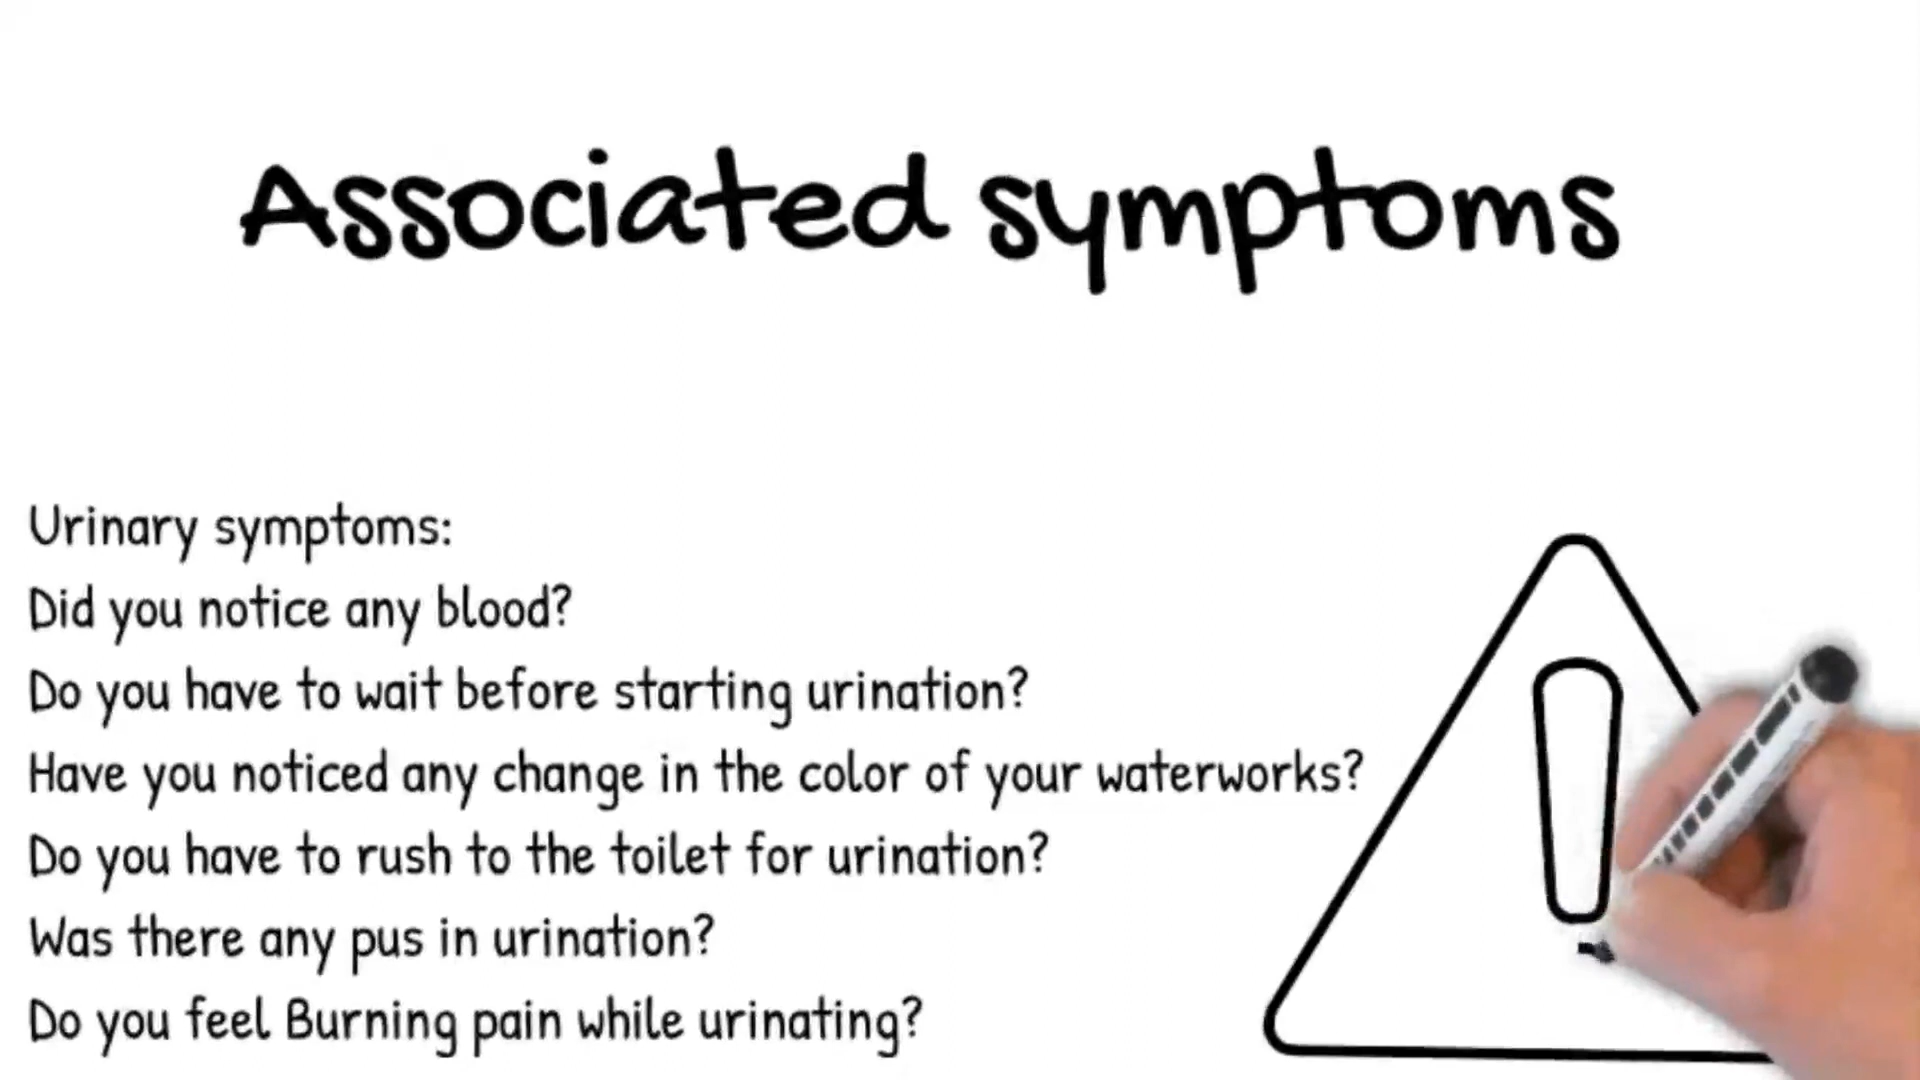 Associated symptoms
Urinary symptoms:
Did you notice any blood?
Do you have to wait before starting urination?
Have you noticed any change in the color of your waterworks?
Do you have to rush to the toilet for urination?
Was there any pus in urination?
Do you feel Burning pain while urinating?